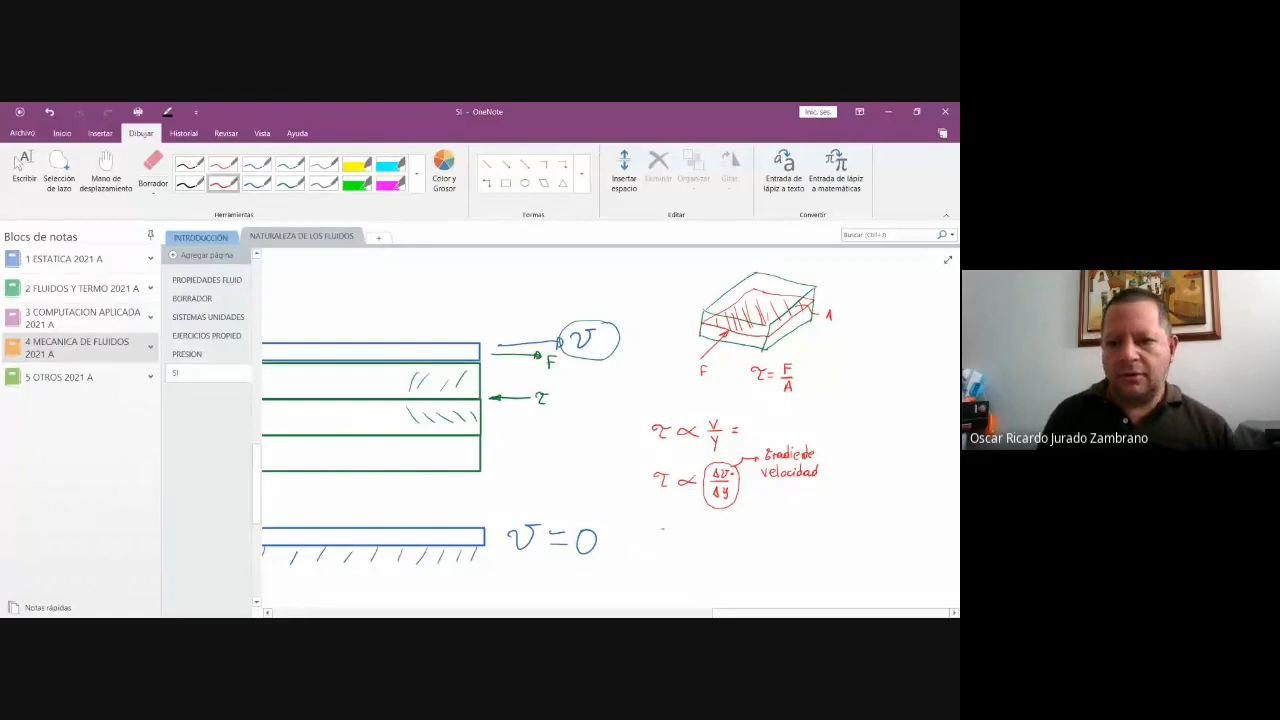 SI - OneNote
Inic. ses.
Archivo Inicio Insertar Dibujar Historial Revisar Vista Ayuda
Escribir
Selección de lazo
Mano de desplazamiento
Borrador
Color y Grosor
Insertar espacio
Eliminar
Organizar
Girar
Entrada de lápiz a texto
Entrada de lápiz a matemáticas
Herramientas
Formas
Editar
Convertir
Blocs de notas
INTRODUCCIÓN
NATURALEZA DE LOS FLUIDOS
+
Buscar (Ctrl+J)
1 ESTATICA 2021 A
2 FLUIDOS Y TERMO 2021 A
3 COMPUTACION APLICADA 2021 A
4 MECANICA DE FLUIDOS 2021 A
5 OTROS 2021 A
Notas rápidas
Agregar página
PROPIEDADES FLUID
BORRADOR
SISTEMAS UNIDADES
EJERCICIOS PROPIED
PRESION
SI
v
F
τ
v = 0
A
F
τ = F/A
τ ∝ v/y =
τ ∝ Δv/Δy
Gradiente
velocidad
Oscar Ricardo Jurado Zambrano